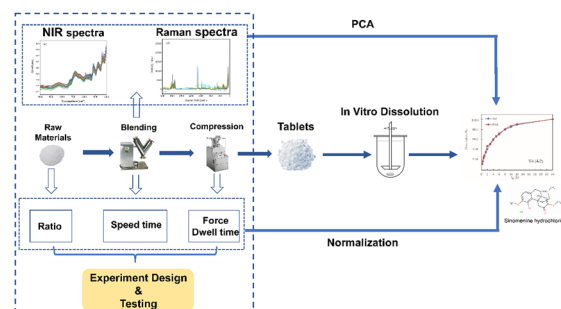 PCA
NIR spectra
Raman spectra
In Vitro Dissolution
Raw
Materials
Blending
Compression
Tablets
Ratio
Speed time
Force
Dwell time
Normalization
Sinomenine hydrochlori
Experiment Design
&
Testing